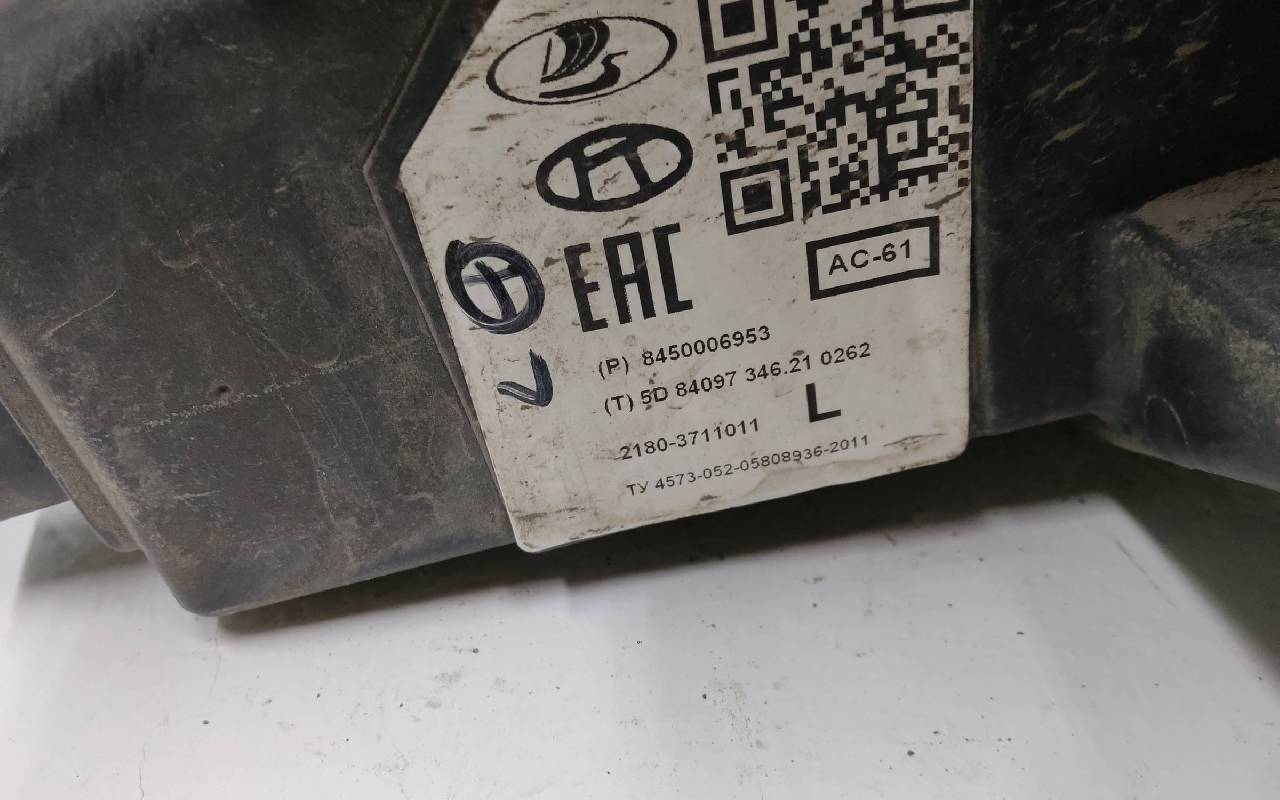 EAC
AC-61
(P) 8450006953
(T) 5D 84097 346.21 0262
L
2180-3711011
ТУ 4573-052-05808936-2011